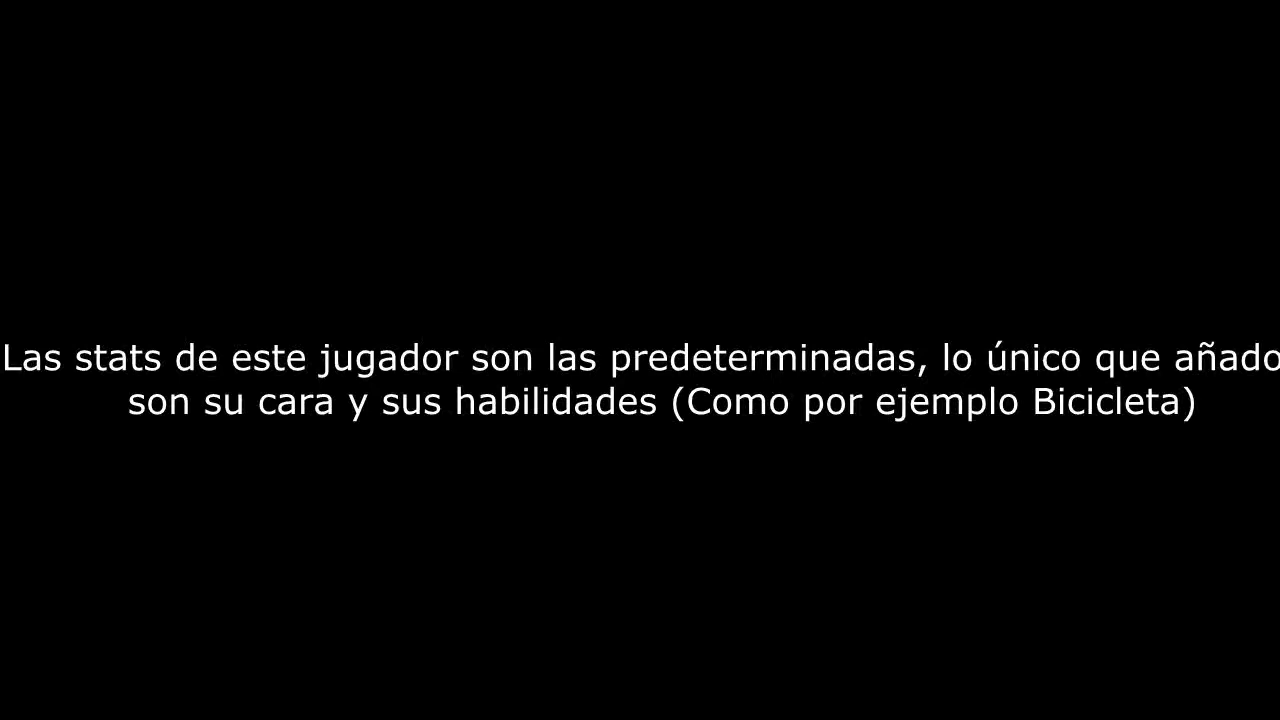 Las stats de este jugador son las predeterminadas, lo único que añado
son su cara y sus habilidades (Como por ejemplo Bicicleta)